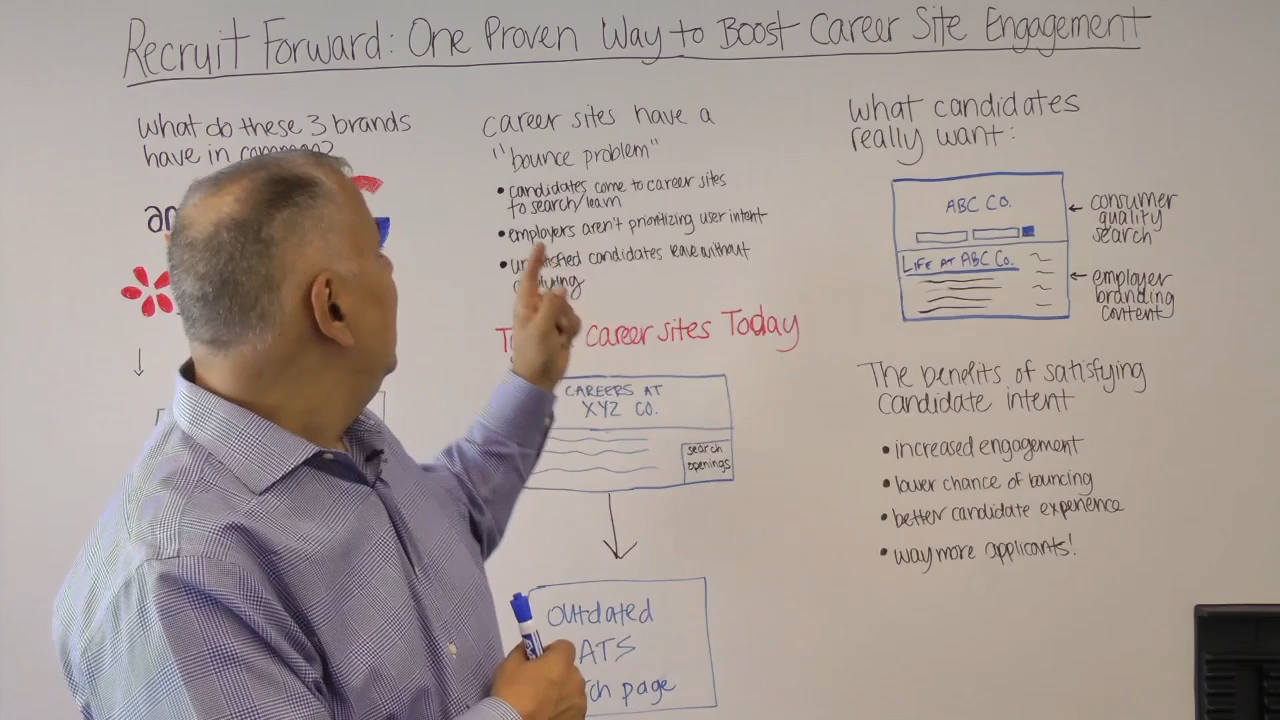 Recruit Forward: One Proven Way to Boost Career Site Engagement
What do these 3 brands
have in common?
career sites have a
"bounce problem"
• candidates come to career sites
to search/learn
• employers aren't prioritizing user intent
• unsatisfied candidates leave without
applying
career sites Today
CAREERS AT
XYZ CO.
search
openings
Outdated
ATS
page
What candidates
really want:
ABC CO.
LIFE AT ABC CO.
consumer
quality
search
employer
branding
content
The benefits of satisfying
candidate intent
• increased engagement
• lower chance of bouncing
• better candidate experience
• way more applicants!